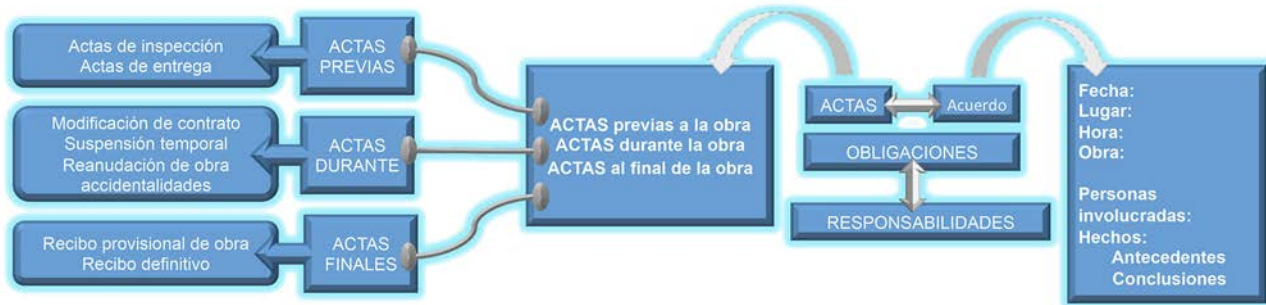 Actas de inspección
Actas de entrega
ACTAS
PREVIAS
Modificación de contrato
Suspensión temporal
Reanudación de obra
accidentalidades
ACTAS
DURANTE
Recibo provisional de obra
Recibo definitivo
ACTAS
FINALES
ACTAS previas a la obra
ACTAS durante la obra
ACTAS al final de la obra
ACTAS
Acuerdo
OBLIGACIONES
RESPONSABILIDADES
Fecha:
Lugar:
Hora:
Obra:
Personas
involucradas:
Hechos:
Antecedentes
Conclusiones